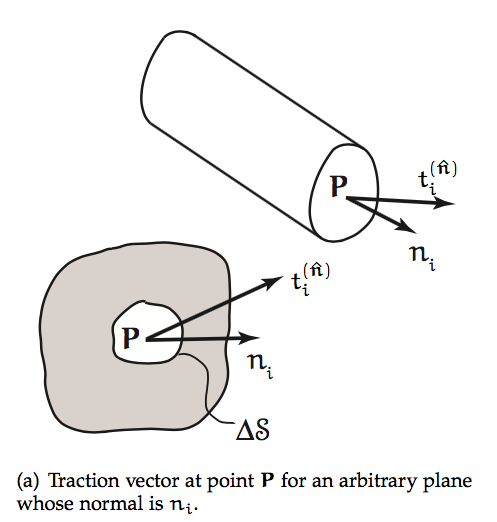 P
t_i^(n̂)
n_i
t_i^(n̂)
P
n_i
ΔS
(a) Traction vector at point P for an arbitrary plane
whose normal is n_i.